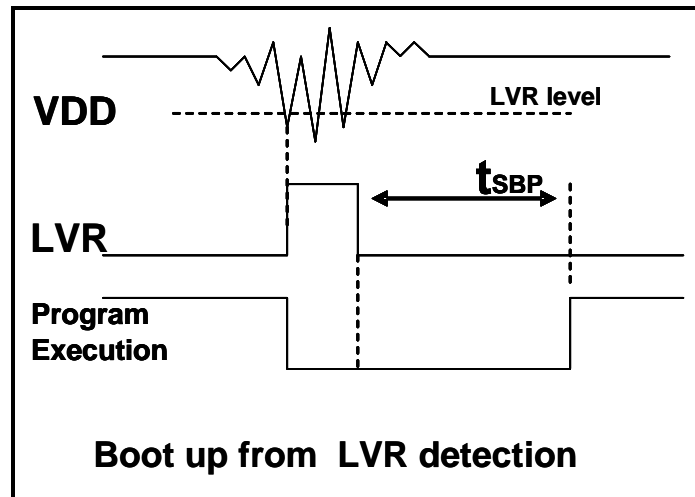 VDD
LVR level
tSBP
LVR
Program
Execution
Boot up from LVR detection